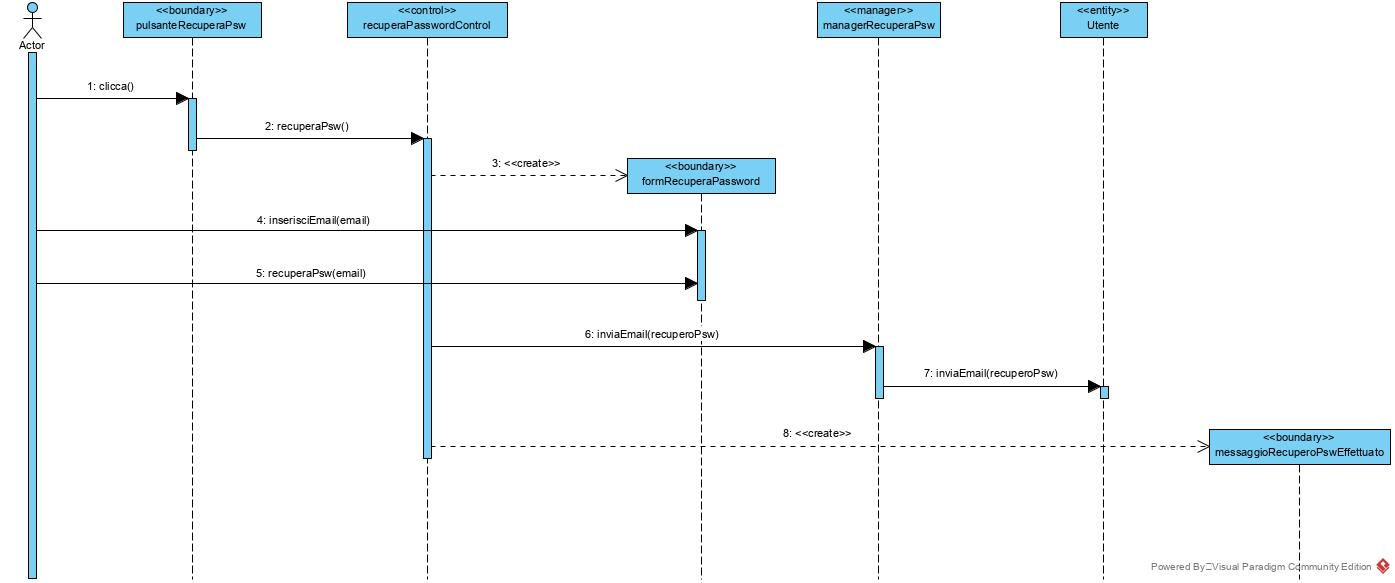 <<boundary>>
pulsanteRecuperaPsw
<<control>>
recuperaPasswordControl
<<manager>>
managerRecuperaPsw
<<entity>>
Utente
Actor
1: clicca()
2: recuperaPsw()
3: <<create>>
<<boundary>>
formRecuperaPassword
4: inserisciEmail(email)
5: recuperaPsw(email)
6: inviaEmail(recuperoPsw)
7: inviaEmail(recuperoPsw)
8: <<create>>
<<boundary>>
messaggioRecuperoPswEffettuato
Powered By Visual Paradigm Community Edition